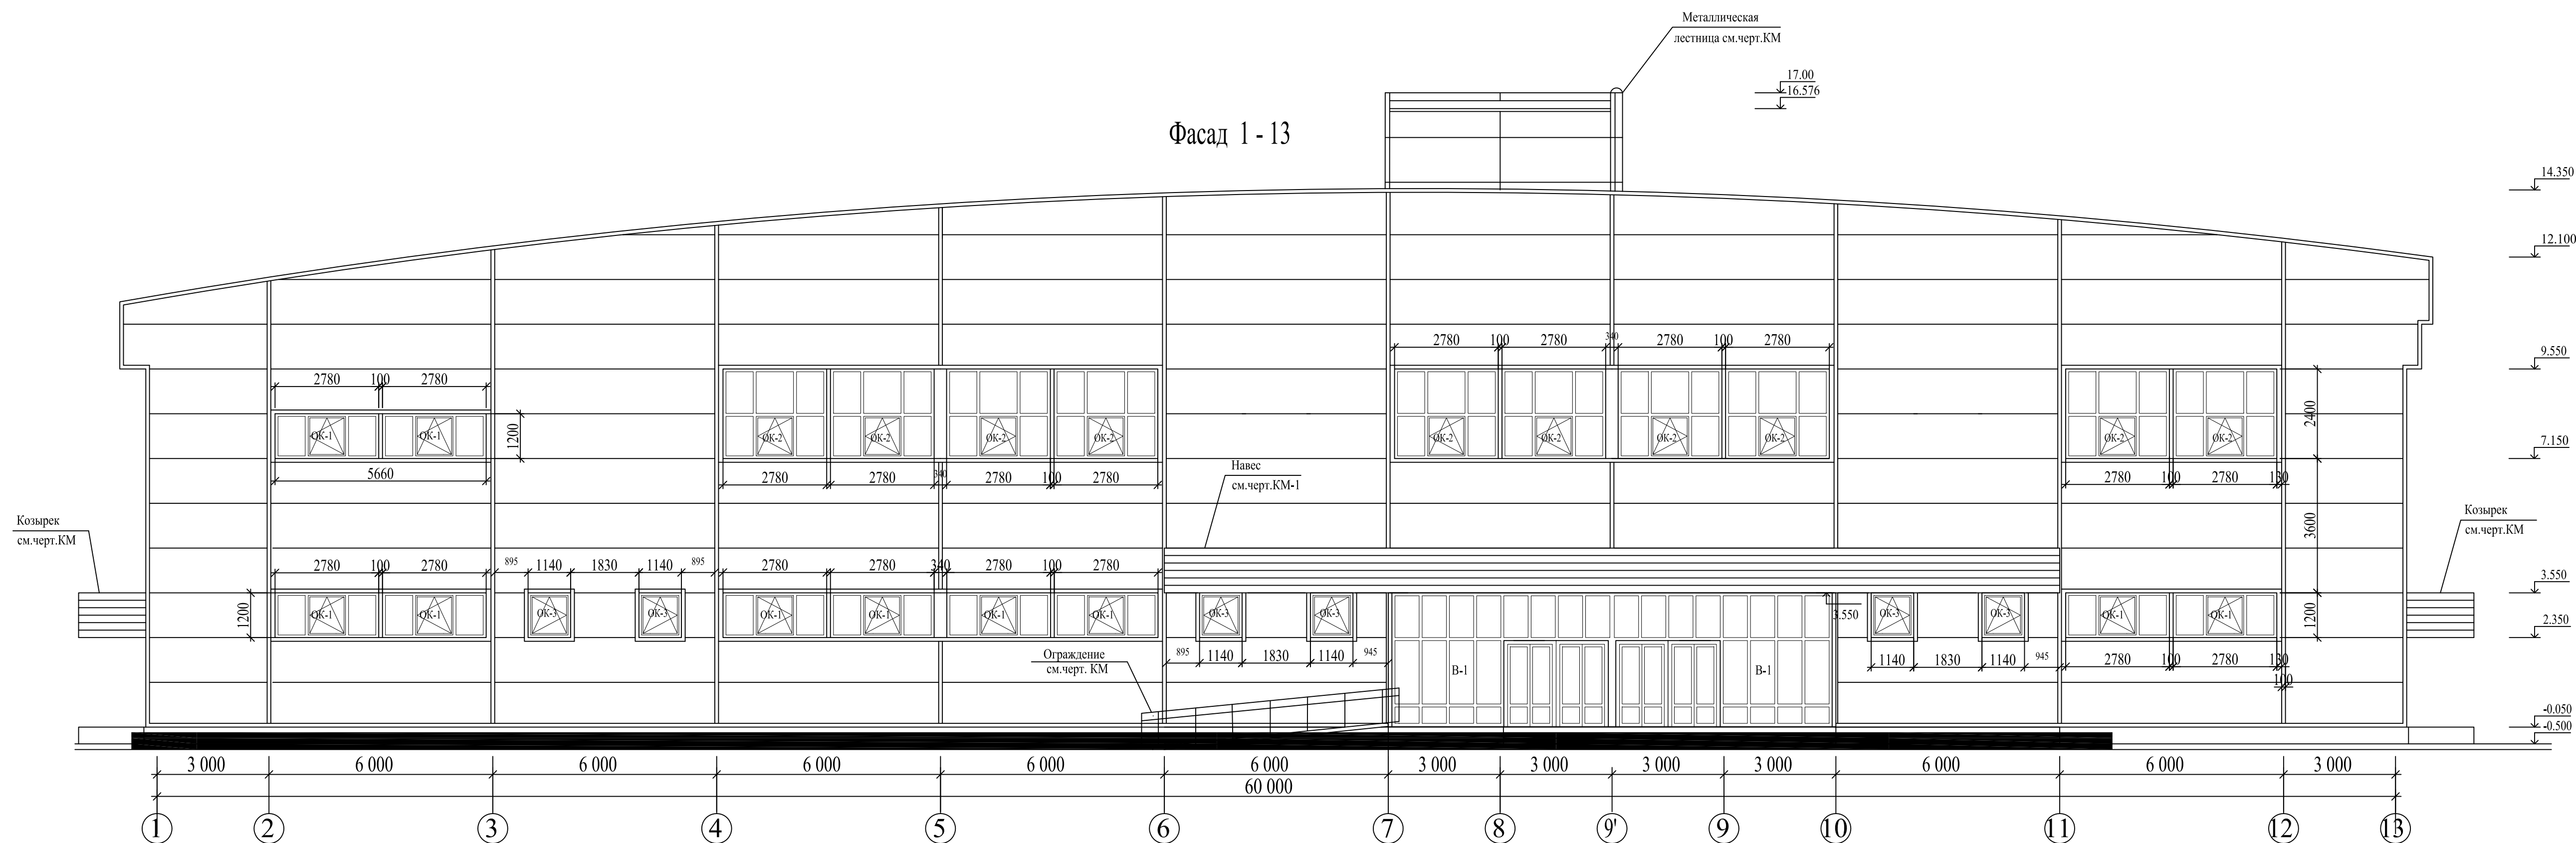 Металлическая
лестница см.черт.КМ
17.00
16.576
Фасад 1 - 13
14.350
12.100
2780 100 2780 340 2780 100 2780
9.550
2780 100 2780
ОК-1 ОК-1 1200 ОК-2 ОК-2 ОК-2 ОК-2 ОК-2 ОК-2 ОК-2 ОК-2 ОК-2 ОК-2 2400
7.150
5660 2780 2780 340 2780 100 2780 2780 100 2780 130
Навес
см.черт.КМ-1
Козырек
см.черт.КМ
Козырек
см.черт.КМ
3600
2780 100 2780 895 1140 1830 1140 895 2780 2780 340 2780 100 2780
3.550
3.550
1200 ОК-1 ОК-1 ОК-3 ОК-3 ОК-1 ОК-1 ОК-1 ОК-1 ОК-3 ОК-3 ОК-3 ОК-3 ОК-1 ОК-1 1200
2.350
895 1140 1830 1140 945 1140 1830 1140 945 2780 100 2780 130
100
Ограждение
см.черт. КМ
В-1 В-1
-0.050
-0.500
3 000 6 000 6 000 6 000 6 000 6 000 3 000 3 000 3 000 3 000 6 000 6 000 3 000
60 000
1 2 3 4 5 6 7 8 9' 9 10 11 12 13